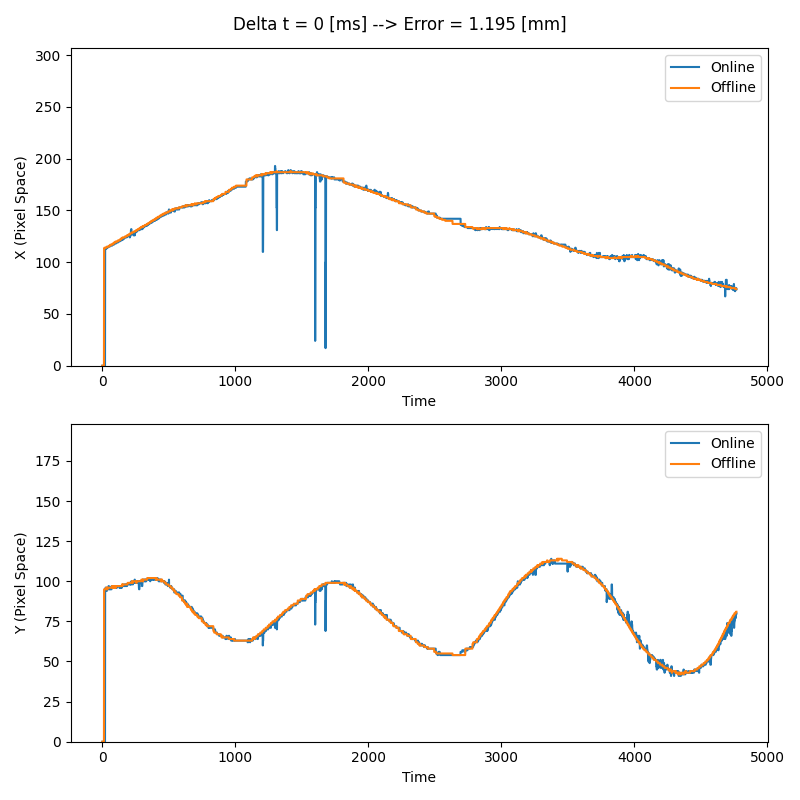 Delta t = 0 [ms] --> Error = 1.195 [mm]
300
250
200
150
100
50
0
X (Pixel Space)
Online
Offline
0 1000 2000 3000 4000 5000
Time
175
150
125
100
75
50
25
0
Y (Pixel Space)
Online
Offline
0 1000 2000 3000 4000 5000
Time